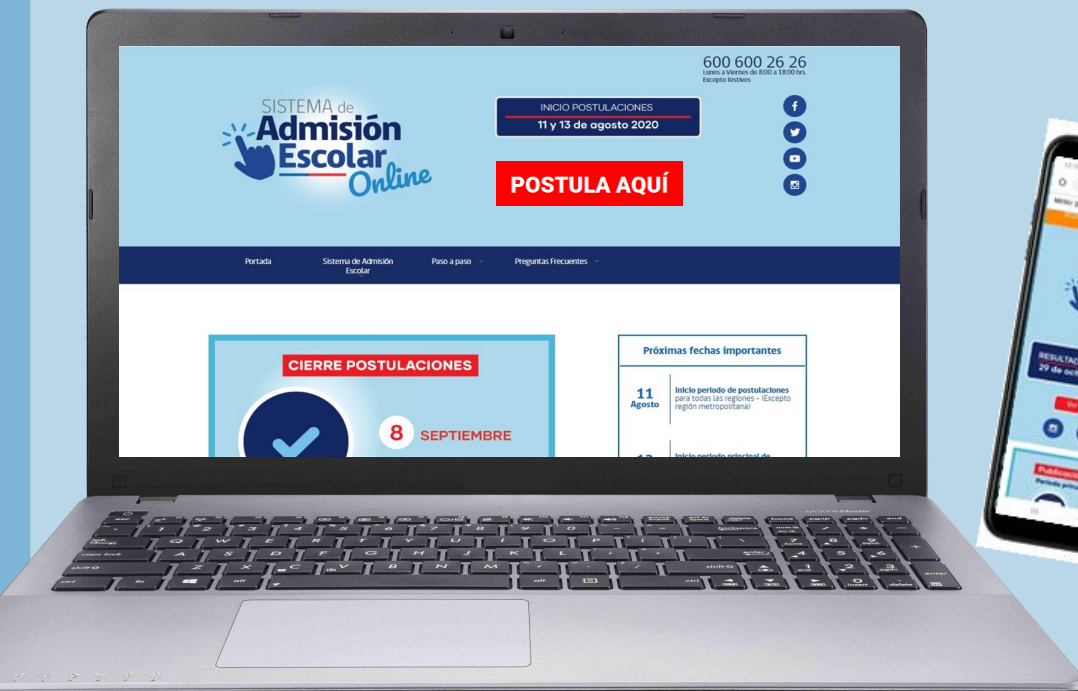 600 600 26 26
Lunes a Viernes de 8:00 a 18:00 hrs.
Excepto festivos
SISTEMA de
Admisión
Escolar
Online
INICIO POSTULACIONES
11 y 13 de agosto 2020
POSTULA AQUÍ
Portada
Sistema de Admisión
Escolar
Paso a paso
Preguntas Frecuentes
CIERRE POSTULACIONES
8 SEPTIEMBRE
Próximas fechas importantes
11
Agosto
Inicio periodo de postulaciones
para todas las regiones - (Excepto
región metropolitana)
Inicio periodo principal de
SonicMaster